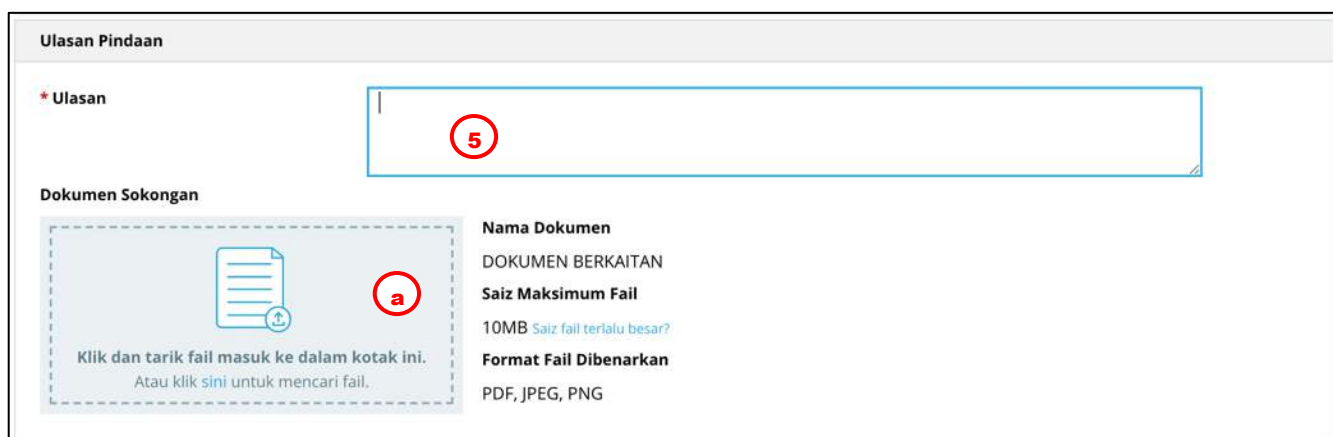 Ulasan Pindaan
* Ulasan
5
Dokumen Sokongan
a
Klik dan tarik fail masuk ke dalam kotak ini.
Atau klik sini untuk mencari fail.
Nama Dokumen
DOKUMEN BERKAITAN
Saiz Maksimum Fail
10MB Saiz fail terlalu besar?
Format Fail Dibenarkan
PDF, JPEG, PNG